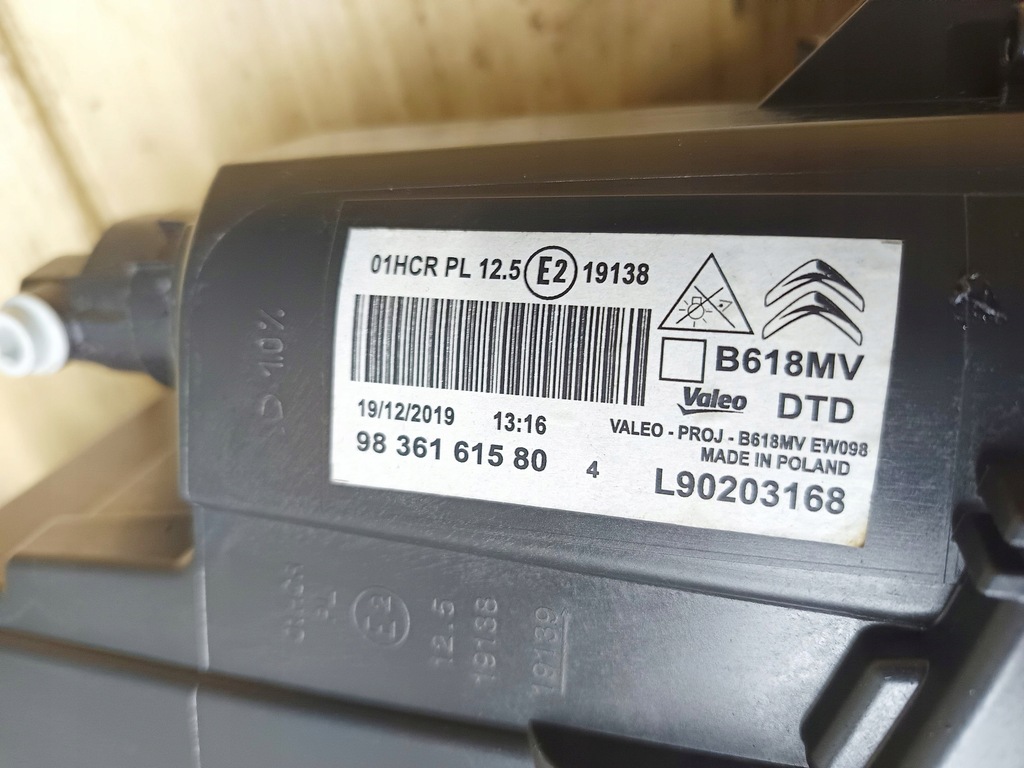 01HCR PL 12.5 E2 19138
B618MV
Valeo DTD
19/12/2019 13:16
VALEO - PROJ - B618MV EW098
MADE IN POLAND
98 361 615 80 4
L90203168
D 10%
E2
12.5
19138
19139